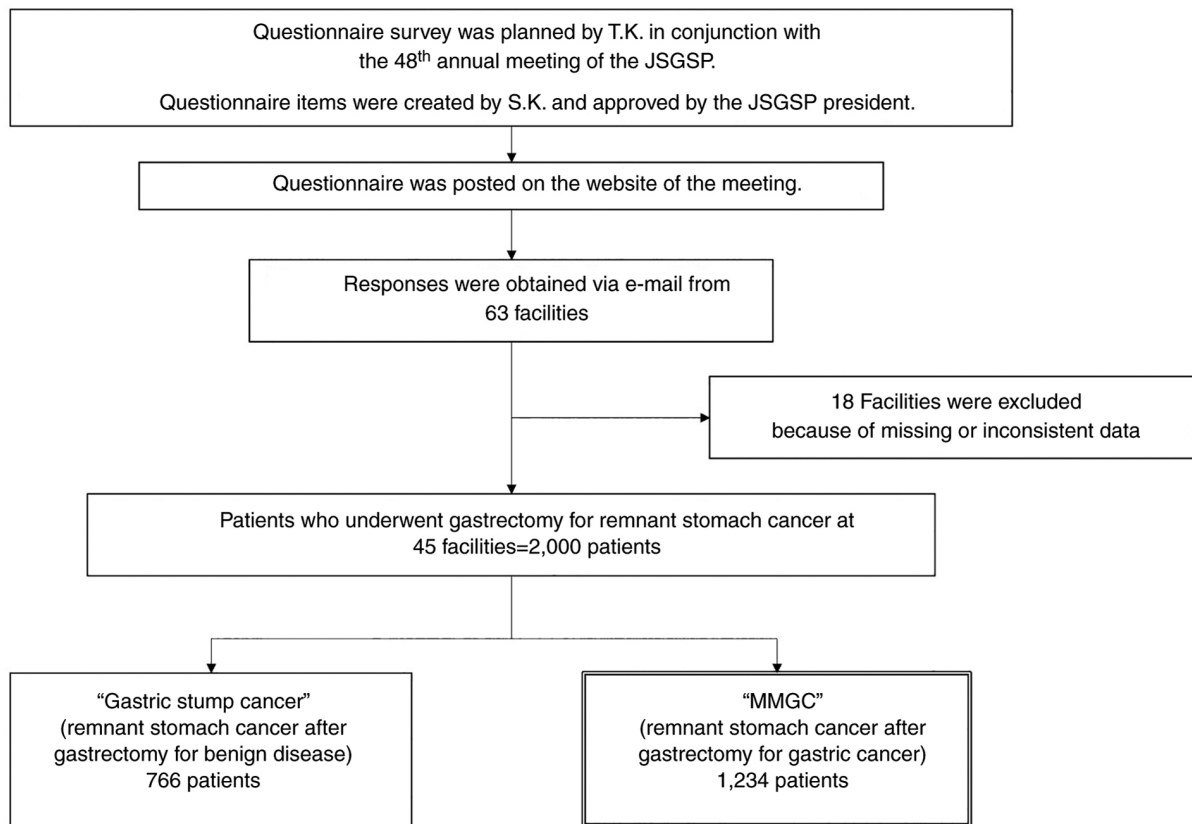 Questionnaire survey was planned by T.K. in conjunction with
the 48th annual meeting of the JSGSP.
Questionnaire items were created by S.K. and approved by the JSGSP president.
Questionnaire was posted on the website of the meeting.
Responses were obtained via e-mail from
63 facilities
18 Facilities were excluded
because of missing or inconsistent data
Patients who underwent gastrectomy for remnant stomach cancer at
45 facilities=2,000 patients
“Gastric stump cancer”
(remnant stomach cancer after
gastrectomy for benign disease)
766 patients
“MMGC”
(remnant stomach cancer after
gastrectomy for gastric cancer)
1,234 patients